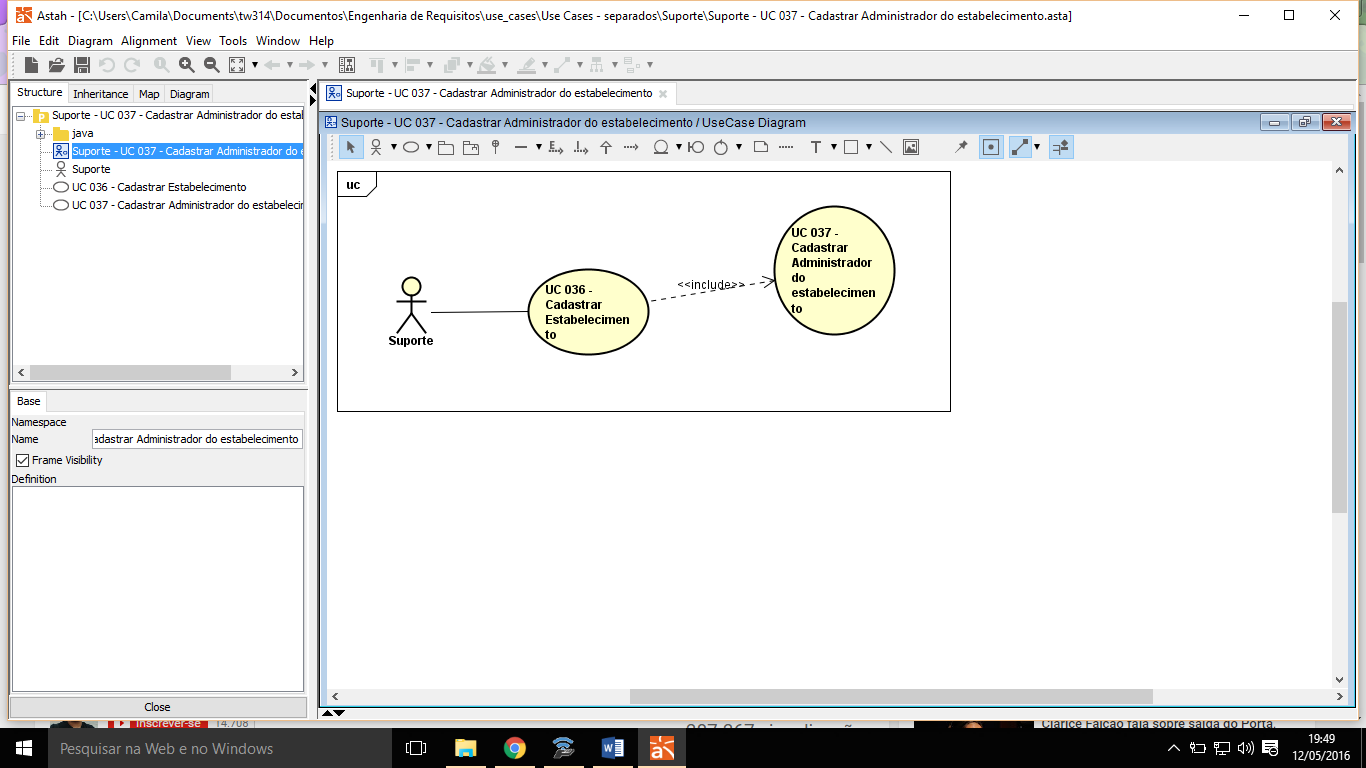 Astah - [C:\Users\Camila\Documents\tw314\Documentos\Engenharia de Requisitos\use_cases\Use Cases - separados\Suporte\Suporte - UC 037 - Cadastrar Administrador do estabelecimento.asta]
File Edit Diagram Alignment View Tools Window Help
Structure Inheritance Map Diagram
Suporte - UC 037 - Cadastrar Administrador do estal
java
Suporte - UC 037 - Cadastrar Administrador do e
Suporte
UC 036 - Cadastrar Estabelecimento
UC 037 - Cadastrar Administrador do estabelecir
Base
Namespace
Name adastrar Administrador do estabelecimento
Frame Visibility
Definition
Close
Suporte - UC 037 - Cadastrar Administrador do estabelecimento
Suporte - UC 037 - Cadastrar Administrador do estabelecimento / UseCase Diagram
uc
Suporte
UC 036 -
Cadastrar
Estabelecimen
to
<<include>>
UC 037 -
Cadastrar
Administrador
do
estabelecimen
to
Inscrever-se 14.708
Clarice Falcão fala sobre saída do Porta,
Pesquisar na Web e no Windows
19:49
12/05/2016